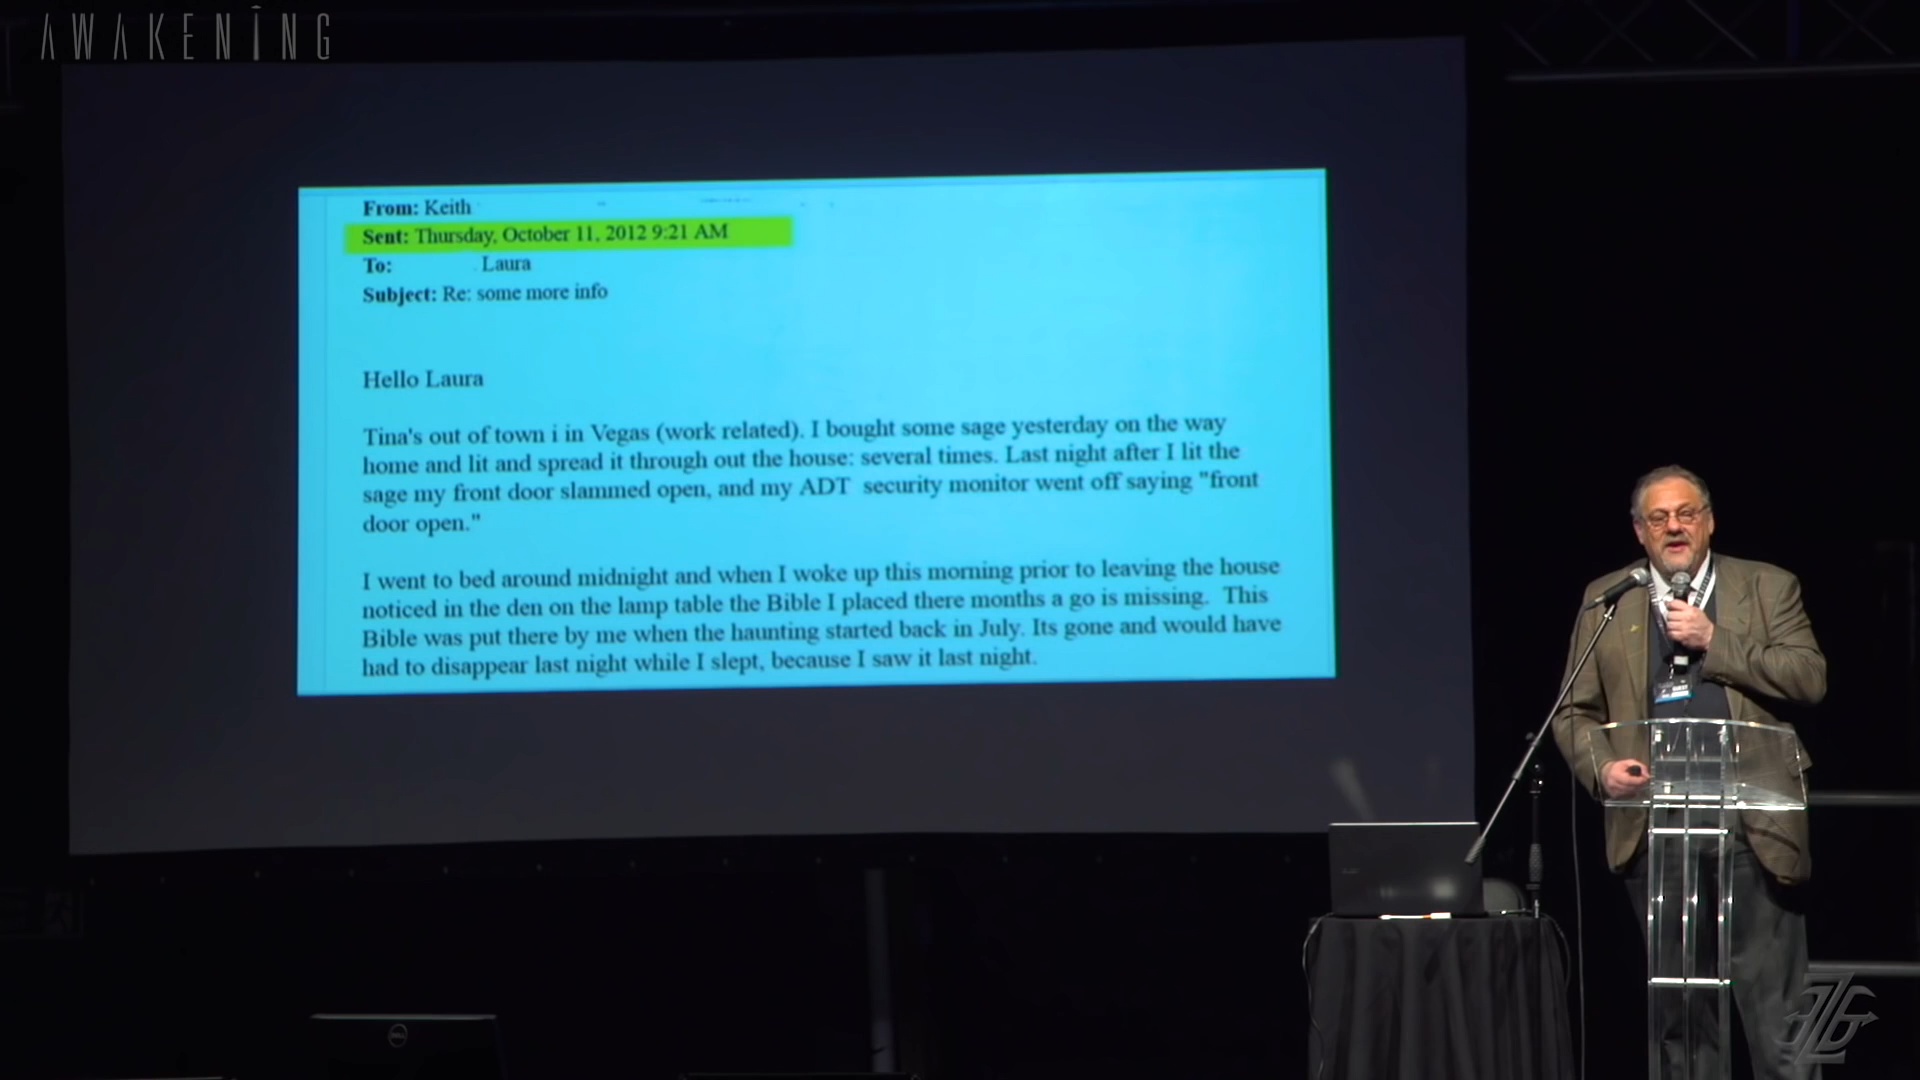 AWAKENING
From: Keith
Sent: Thursday, October 11, 2012 9:21 AM
To: Laura
Subject: Re: some more info
Hello Laura
Tina's out of town i in Vegas (work related). I bought some sage yesterday on the way
home and lit and spread it through out the house: several times. Last night after I lit the
sage my front door slammed open, and my ADT security monitor went off saying "front
door open."
I went to bed around midnight and when I woke up this morning prior to leaving the house
noticed in the den on the lamp table the Bible I placed there months a go is missing. This
Bible was put there by me when the haunting started back in July. Its gone and would have
had to disappear last night while I slept, because I saw it last night.
DELL